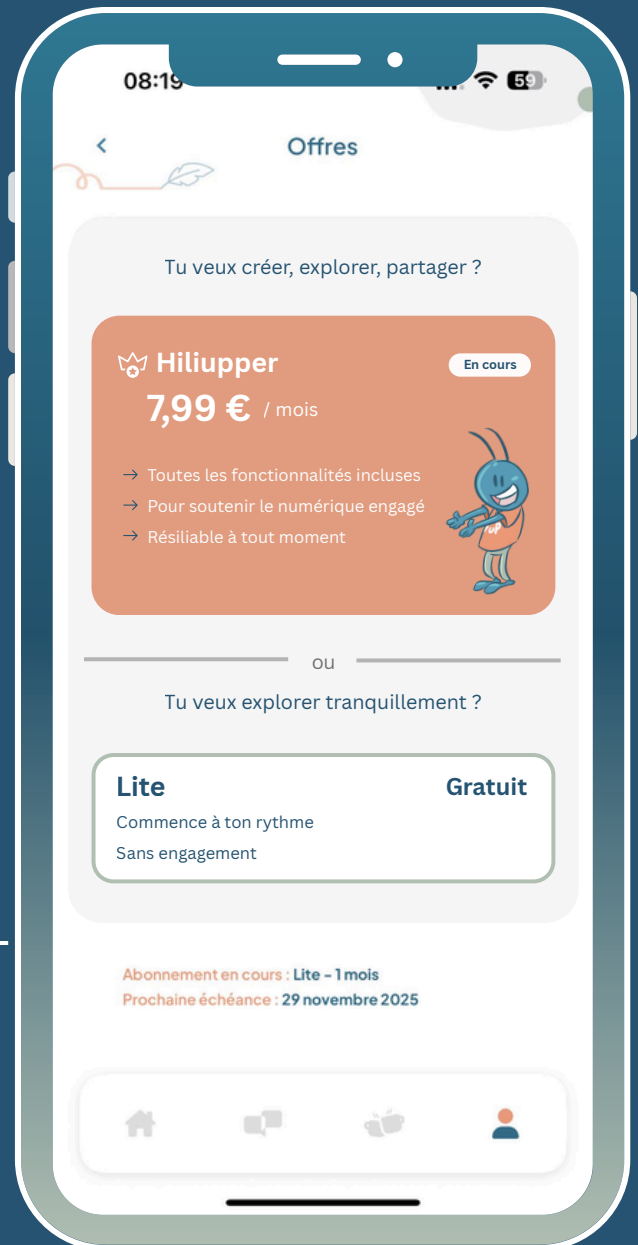 08:19
59
Offres
Tu veux créer, explorer, partager ?
Hiliupper
En cours
7,99 € / mois
→ Toutes les fonctionnalités incluses
→ Pour soutenir le numérique engagé
→ Résiliable à tout moment
UP
ou
Tu veux explorer tranquillement ?
Lite
Gratuit
Commence à ton rythme
Sans engagement
Abonnement en cours : Lite – 1 mois
Prochaine échéance : 29 novembre 2025